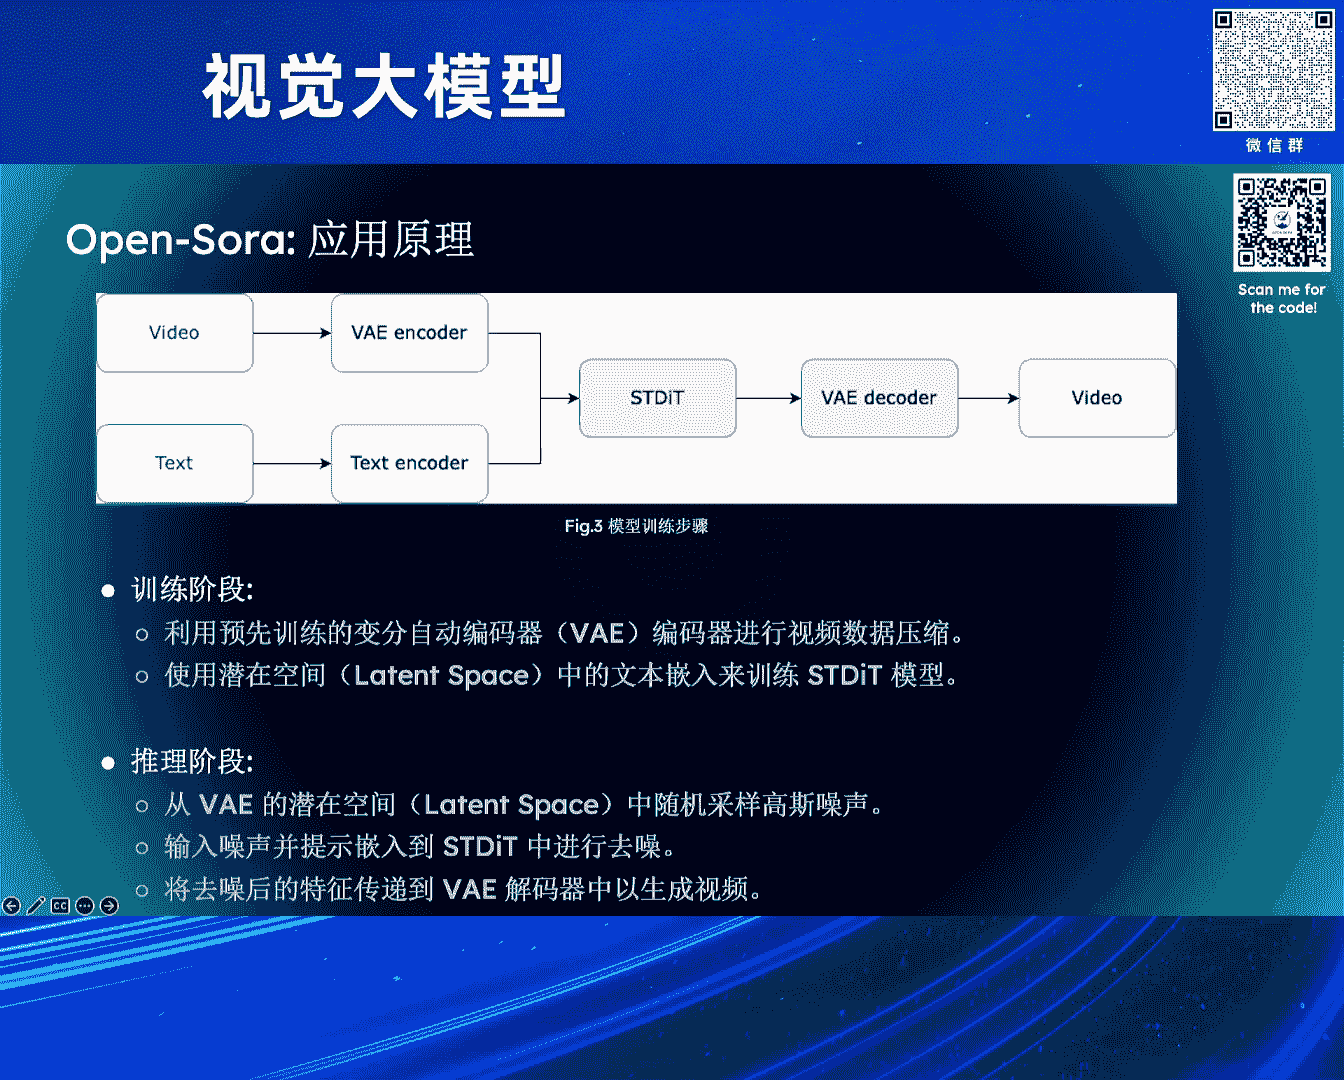 视觉大模型
微信群
Open-Sora: 应用原理
Scan me for
the code!
Video
VAE encoder
STDiT
VAE decoder
Video
Text
Text encoder
Fig.3 模型训练步骤
训练阶段:
利用预先训练的变分自动编码器（VAE）编码器进行视频数据压缩。
使用潜在空间（Latent Space）中的文本嵌入来训练 STDiT 模型。
推理阶段:
从 VAE 的潜在空间（Latent Space）中随机采样高斯噪声。
输入噪声并提示嵌入到 STDiT 中进行去噪。
将去噪后的特征传递到 VAE 解码器中以生成视频。
CC